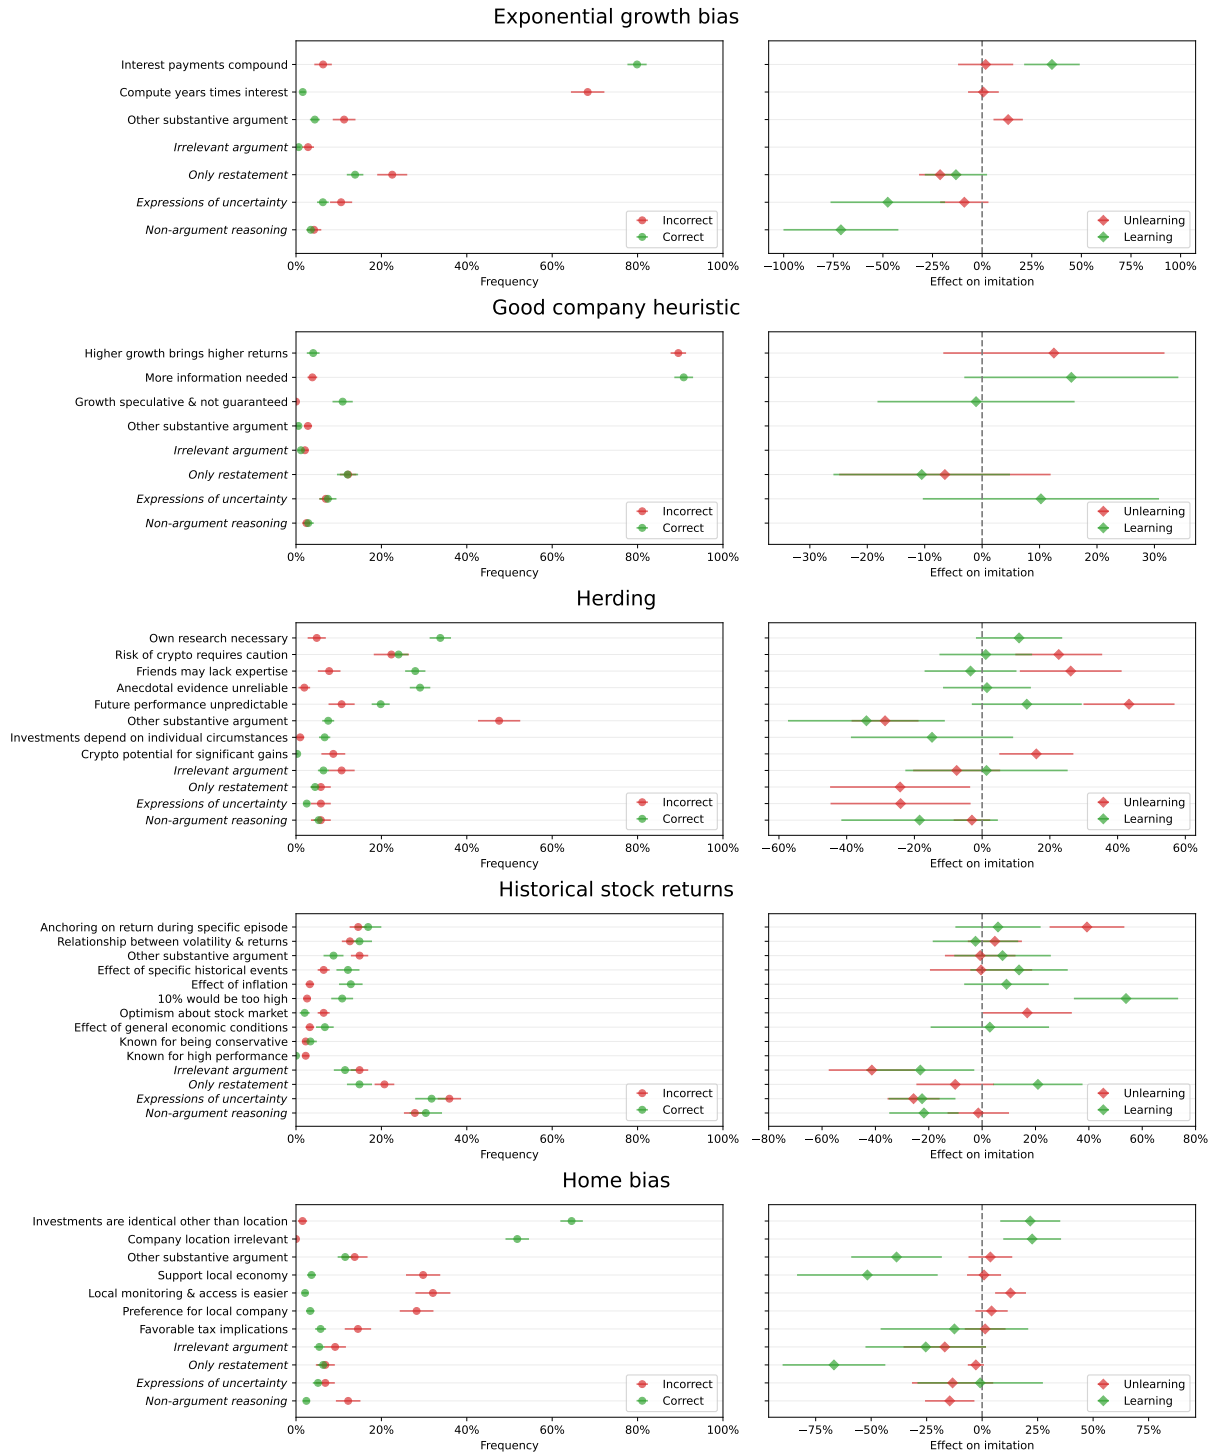 Exponential growth bias
Interest payments compound
Compute years times interest
Other substantive argument
Irrelevant argument
Only restatement
Expressions of uncertainty
Non-argument reasoning
Incorrect
Correct
0% 20% 40% 60% 80% 100%
Frequency
Unlearning
Learning
−100% −75% −50% −25% 0% 25% 50% 75% 100%
Effect on imitation
Good company heuristic
Higher growth brings higher returns
More information needed
Growth speculative & not guaranteed
Other substantive argument
Irrelevant argument
Only restatement
Expressions of uncertainty
Non-argument reasoning
Incorrect
Correct
0% 20% 40% 60% 80% 100%
Frequency
Unlearning
Learning
−30% −20% −10% 0% 10% 20% 30%
Effect on imitation
Herding
Own research necessary
Risk of crypto requires caution
Friends may lack expertise
Anecdotal evidence unreliable
Future performance unpredictable
Other substantive argument
Investments depend on individual circumstances
Crypto potential for significant gains
Irrelevant argument
Only restatement
Expressions of uncertainty
Non-argument reasoning
Incorrect
Correct
0% 20% 40% 60% 80% 100%
Frequency
Unlearning
Learning
−60% −40% −20% 0% 20% 40% 60%
Effect on imitation
Historical stock returns
Anchoring on return during specific episode
Relationship between volatility & returns
Other substantive argument
Effect of specific historical events
Effect of inflation
10% would be too high
Optimism about stock market
Effect of general economic conditions
Known for being conservative
Known for high performance
Irrelevant argument
Only restatement
Expressions of uncertainty
Non-argument reasoning
Incorrect
Correct
0% 20% 40% 60% 80% 100%
Frequency
Unlearning
Learning
−80% −60% −40% −20% 0% 20% 40% 60% 80%
Effect on imitation
Home bias
Investments are identical other than location
Company location irrelevant
Other substantive argument
Support local economy
Local monitoring & access is easier
Preference for local company
Favorable tax implications
Irrelevant argument
Only restatement
Expressions of uncertainty
Non-argument reasoning
Incorrect
Correct
0% 20% 40% 60% 80% 100%
Frequency
Unlearning
Learning
−75% −50% −25% 0% 25% 50% 75%
Effect on imitation